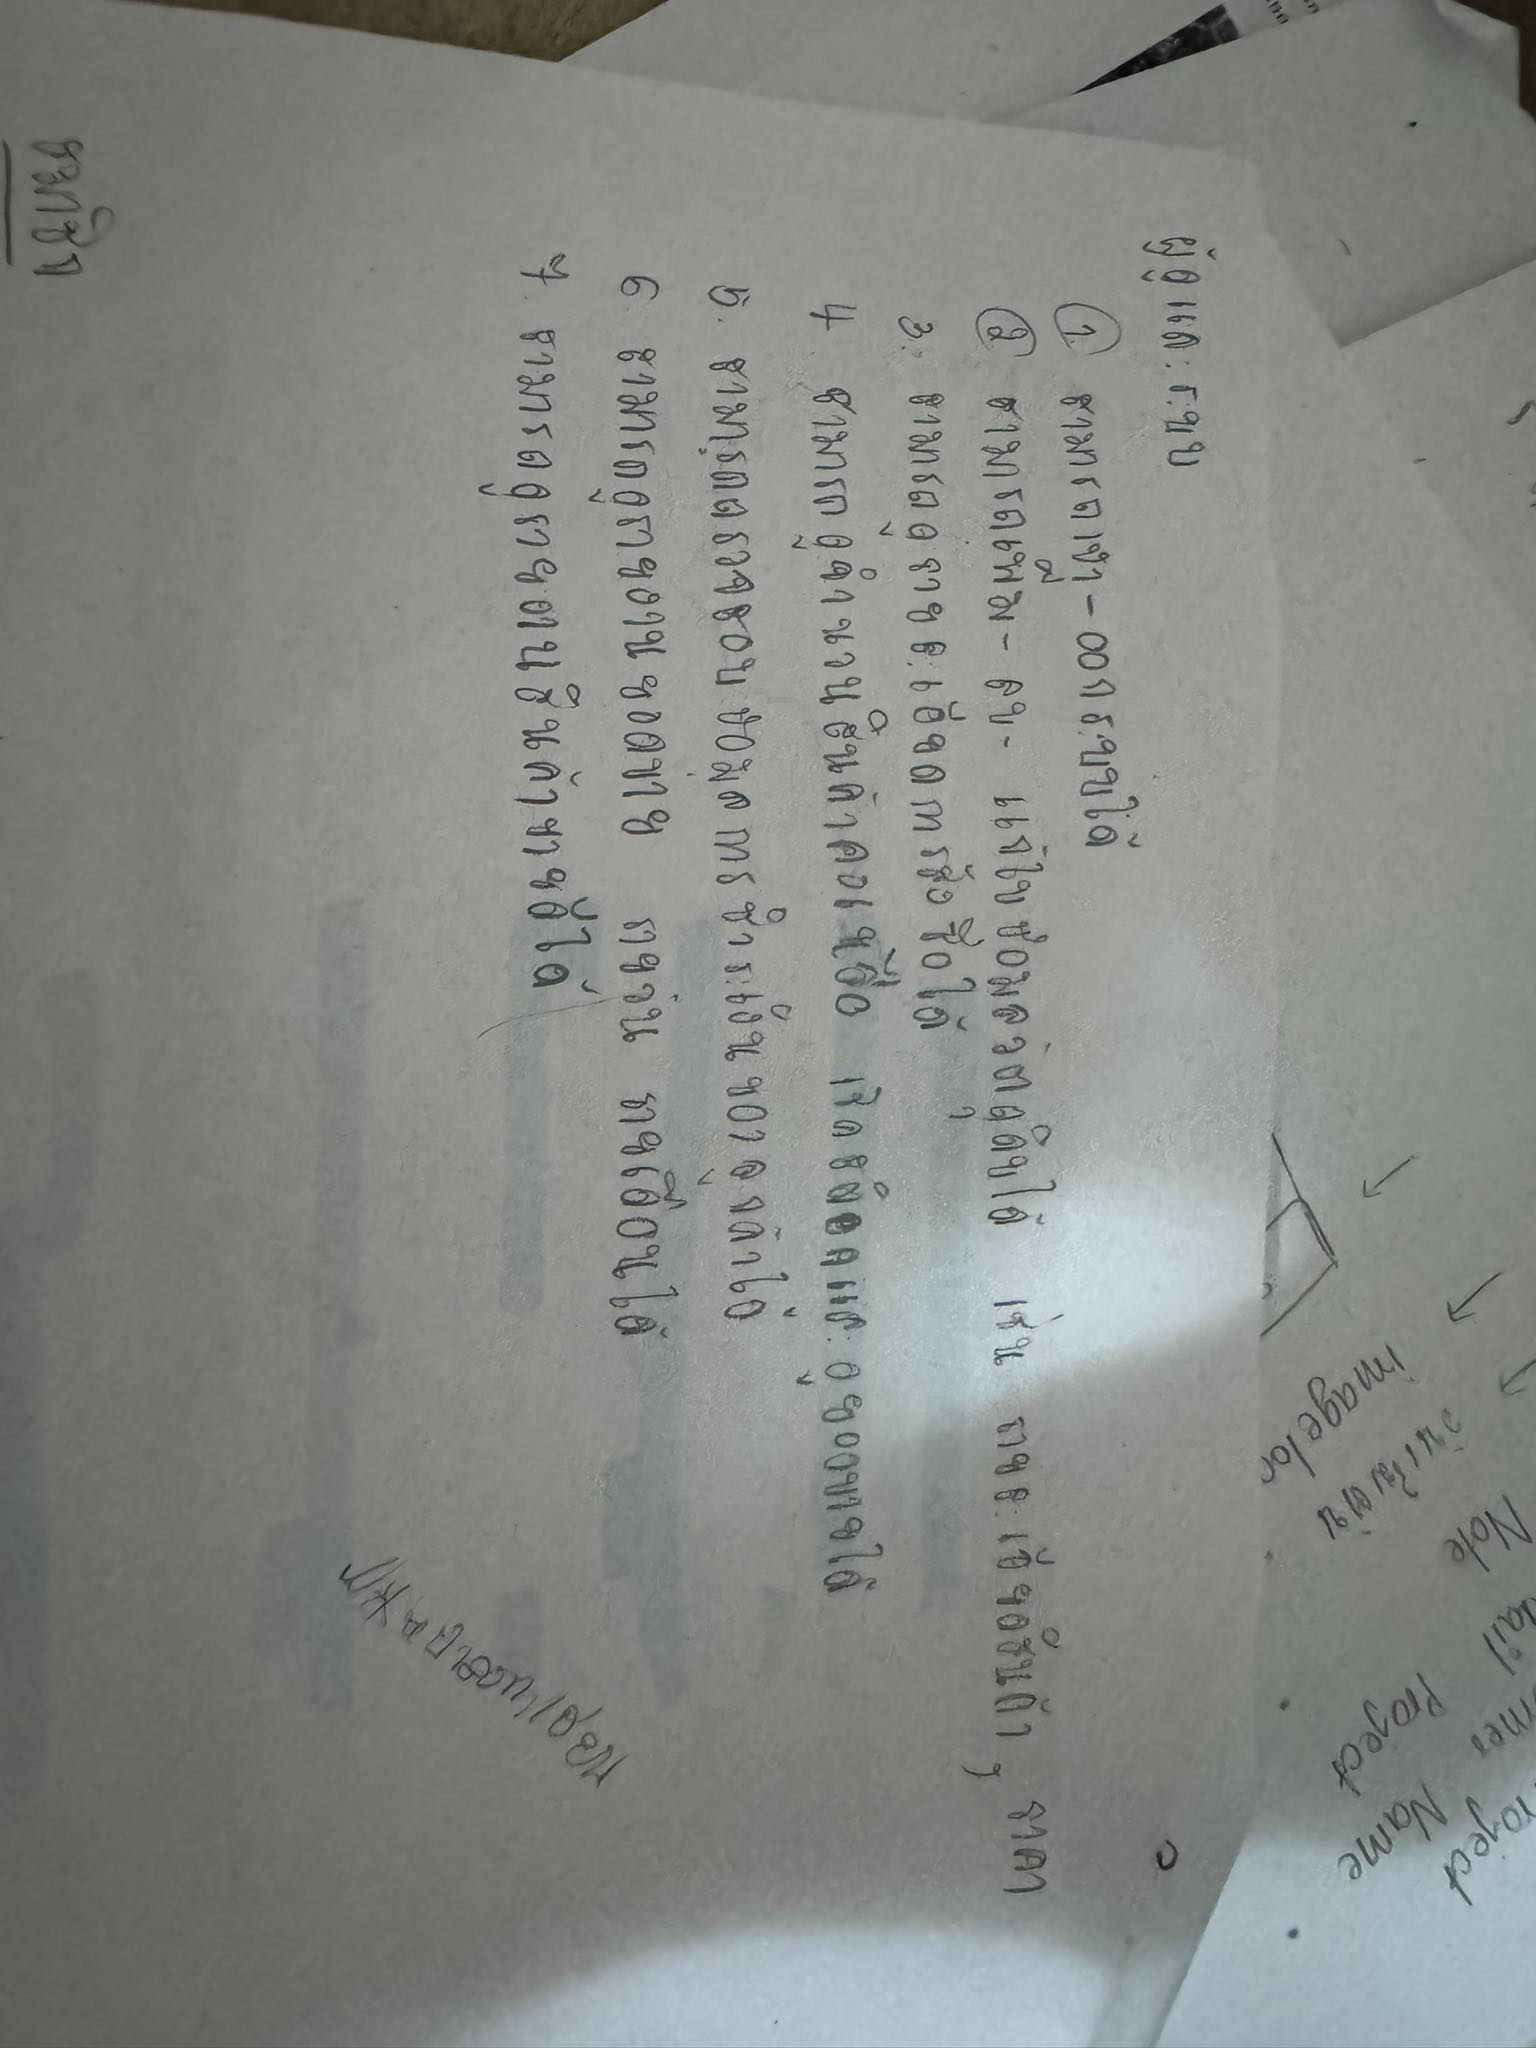 Project
Name
Project
Note
วันเริ่มต้น
ผู้ดูแลระบบ
1. สามารถเข้า-ออกระบบได้
2. สามารถเพิ่ม-ลบ-แก้ไขข้อมูลวัตถุดิบได้ เช่น รายละเอียดสินค้า, ราคา
3. สามารถดูรายละเอียดการสั่งซื้อได้
4 สามารถดูจำนวนสินค้าคงเหลือ เช็คสต๊อคและดูยอดขายได้
5. สามารถตรวจสอบข้อมูลการชำระเงินของลูกค้าได้
6 สามารถดูรายงานยอดขาย รายวัน รายเดือนได้
7. สามารถดูรายงานสินค้าขายดีได้
สมาชิก